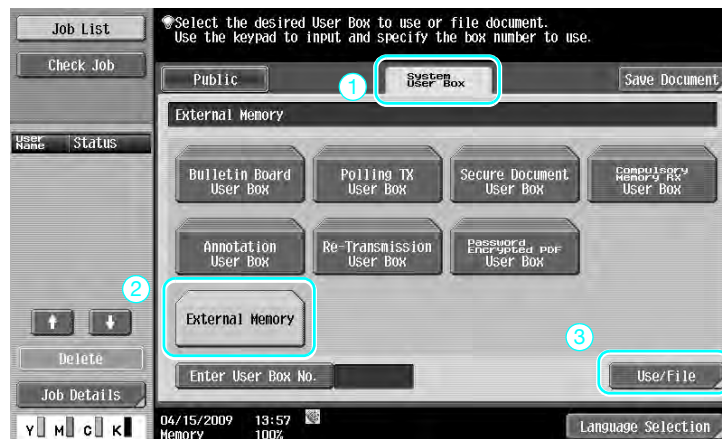 Job List
Check Job
User
Name
Status
Delete
Job Details
Y M C K
Select the desired User Box to use or file document.
Use the keypad to input and specify the box number to use.
Public
1
System
User Box
Save Document
External Memory
Bulletin Board
User Box
Polling TX
User Box
Secure Document
User Box
Compulsory
Memory RX
User Box
Annotation
User Box
Re-Transmission
User Box
Password
Encrypted PDF
User Box
2
External Memory
3
Enter User Box No.
Use/File
04/15/2009 13:57
Memory 100%
Language Selection